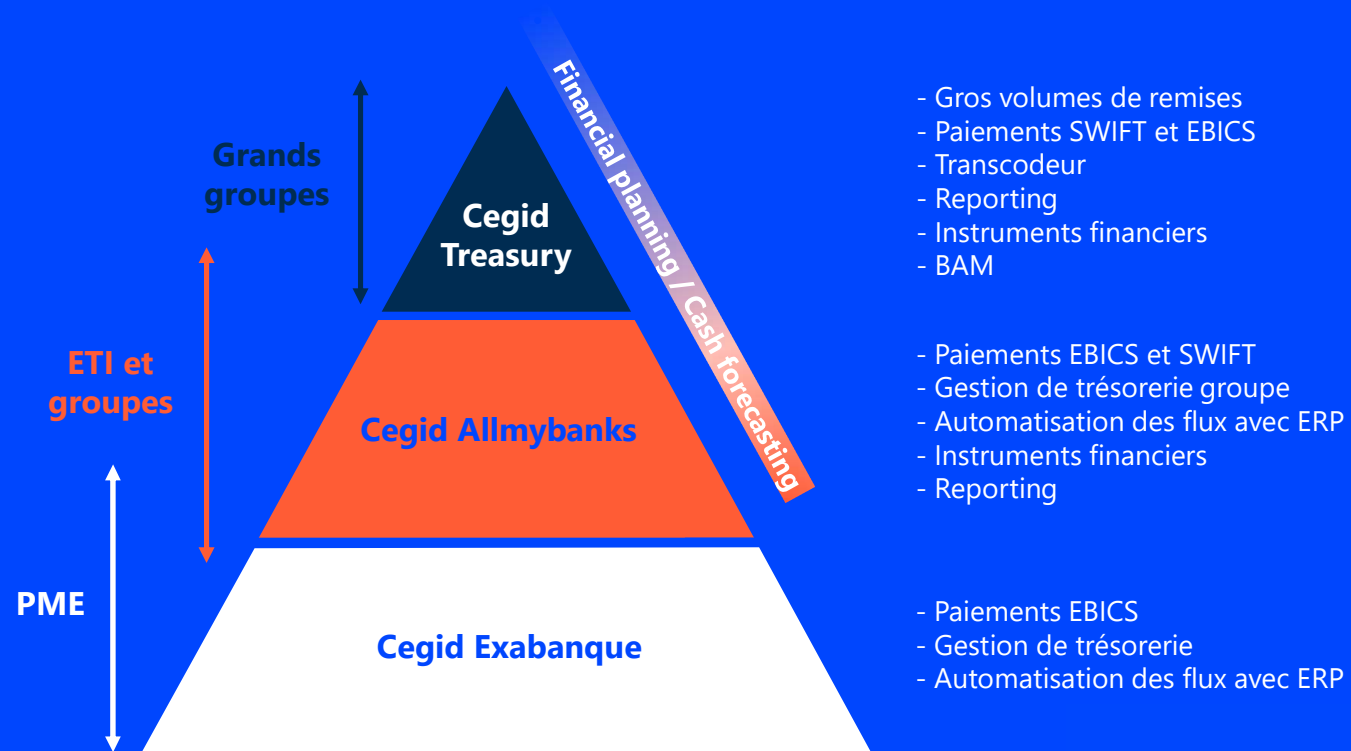 Grands
groupes
Cegid
Treasury
Financial planning / Cash forecasting
- Gros volumes de remises
- Paiements SWIFT et EBICS
- Transcodeur
- Reporting
- Instruments financiers
- BAM
ETI et
groupes
Cegid Allmybanks
- Paiements EBICS et SWIFT
- Gestion de trésorerie groupe
- Automatisation des flux avec ERP
- Instruments financiers
- Reporting
PME
Cegid Exabanque
- Paiements EBICS
- Gestion de trésorerie
- Automatisation des flux avec ERP